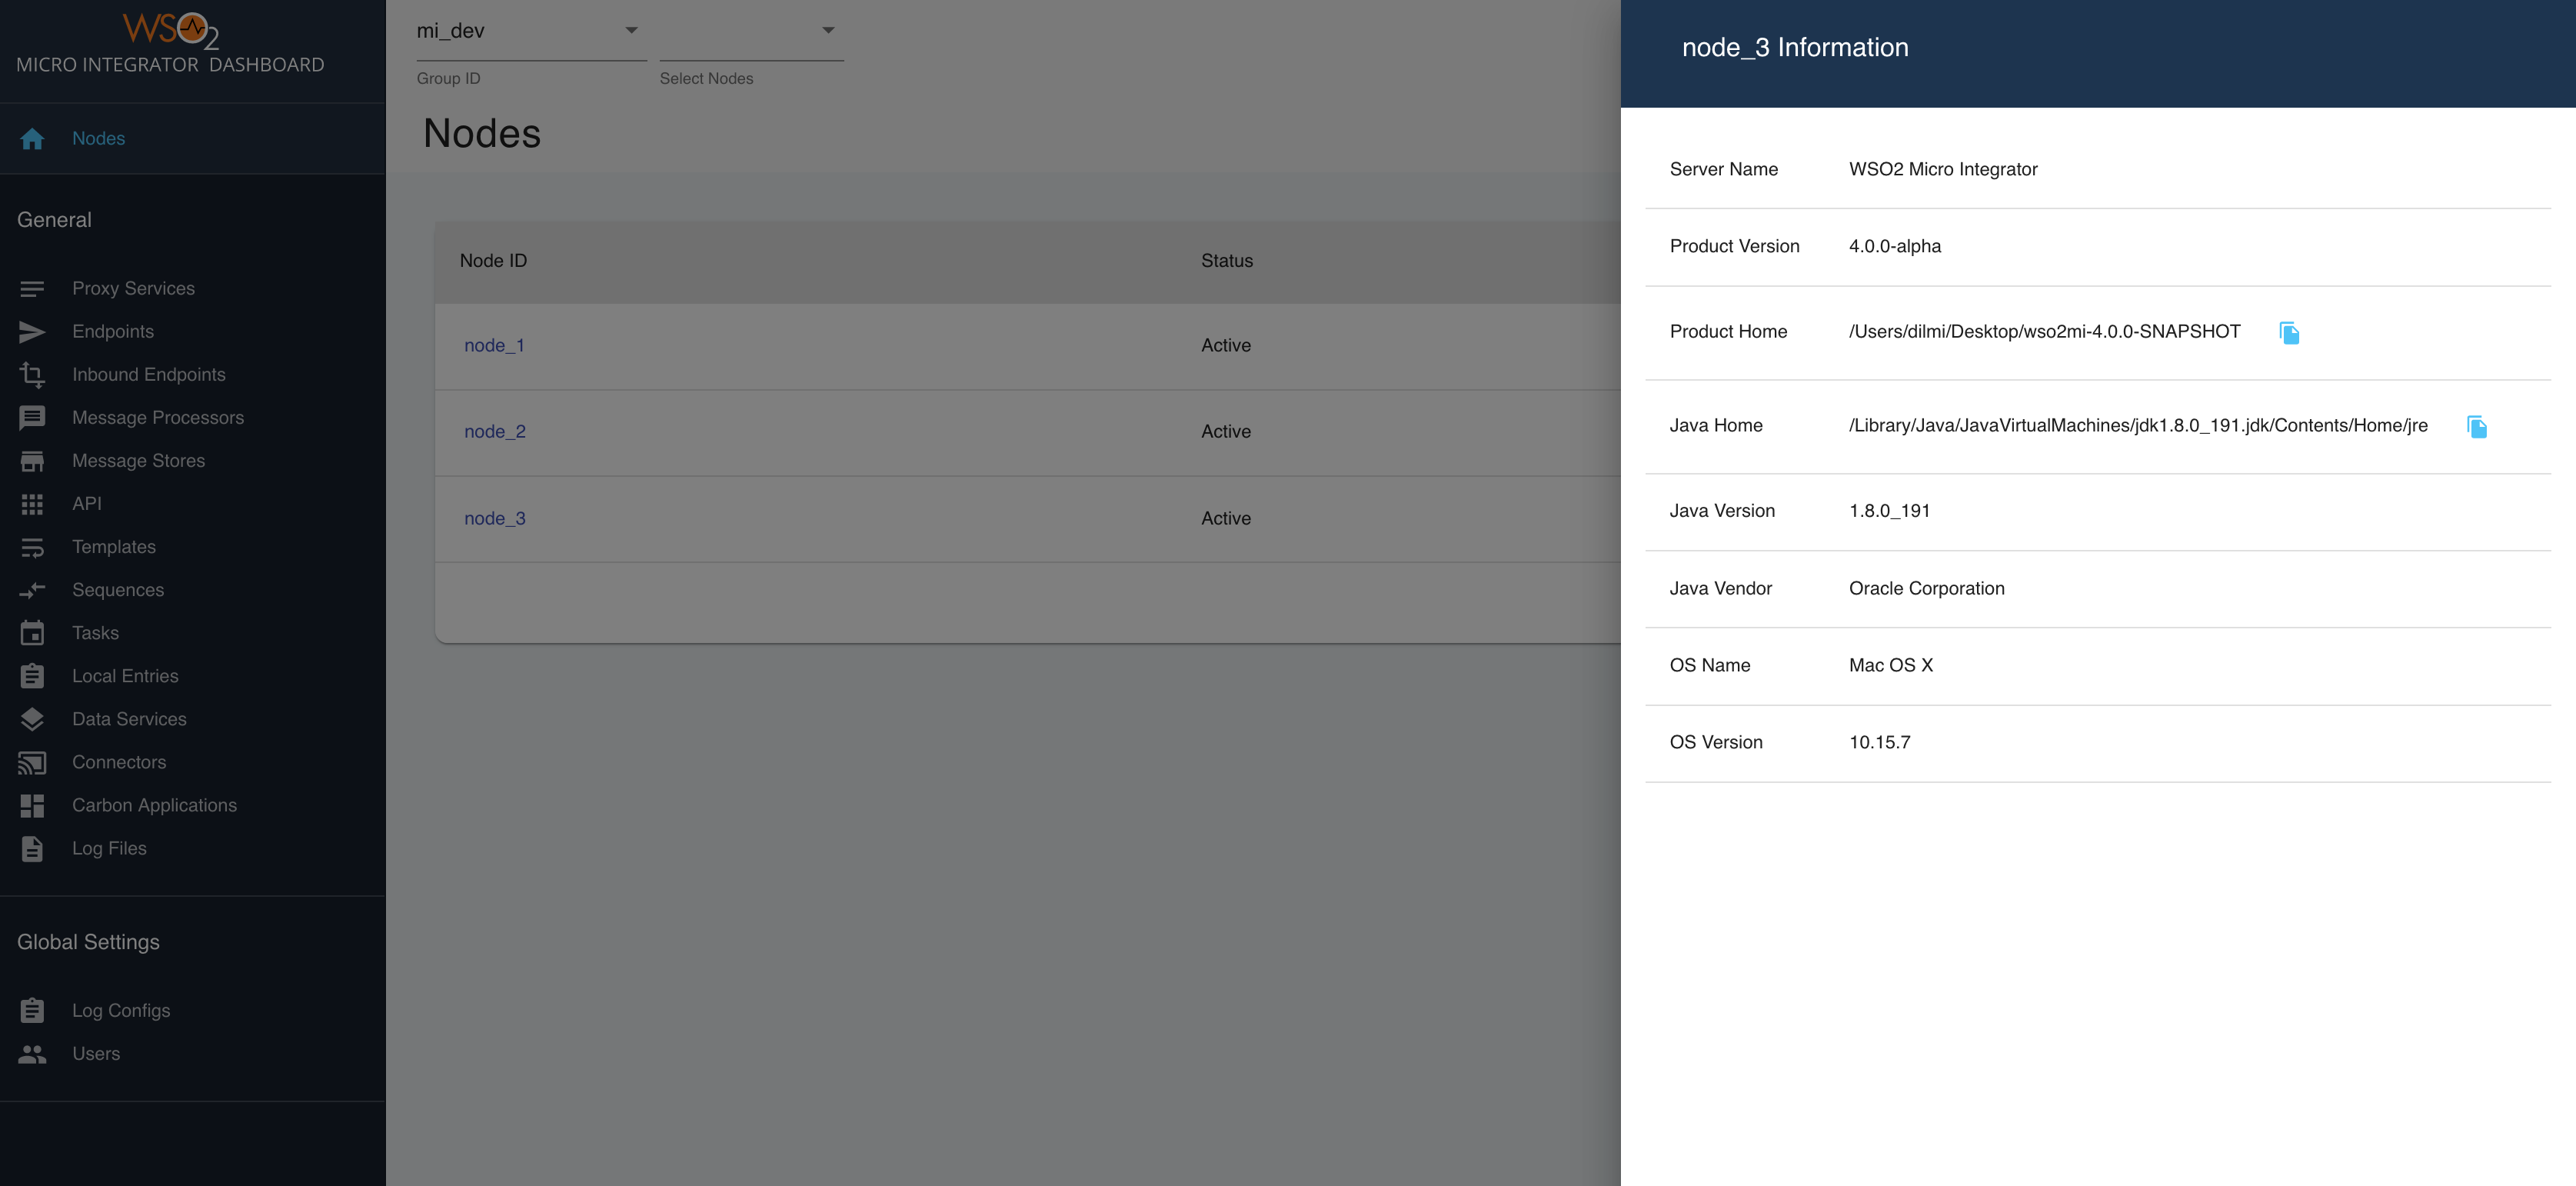 WSO2
MICRO INTEGRATOR DASHBOARD
Nodes
General
Proxy Services
Endpoints
Inbound Endpoints
Message Processors
Message Stores
API
Templates
Sequences
Tasks
Local Entries
Data Services
Connectors
Carbon Applications
Log Files
Global Settings
Log Configs
Users
mi_dev
Group ID
Select Nodes
Nodes
Node ID Status
node_1 Active
node_2 Active
node_3 Active
node_3 Information
Server Name WSO2 Micro Integrator
Product Version 4.0.0-alpha
Product Home /Users/dilmi/Desktop/wso2mi-4.0.0-SNAPSHOT
Java Home /Library/Java/JavaVirtualMachines/jdk1.8.0_191.jdk/Contents/Home/jre
Java Version 1.8.0_191
Java Vendor Oracle Corporation
OS Name Mac OS X
OS Version 10.15.7